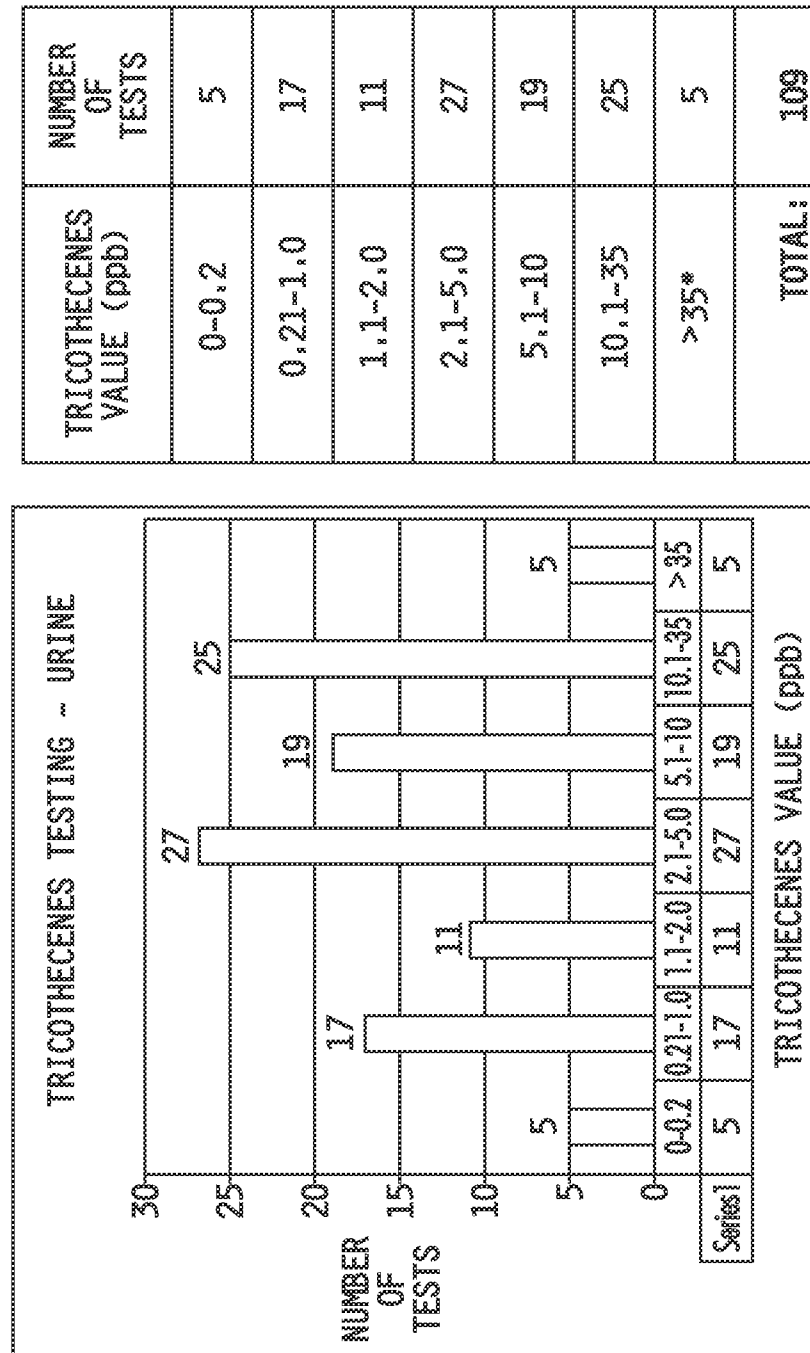 TRICOTHECENES TESTING - URINE
NUMBER
OF
TESTS
30
25
20
15
10
5
0
5
17
11
27
19
25
5
0-0.2 0.21-1.0 1.1-2.0 2.1-5.0 5.1-10 10.1-35 >35
Series1 5 17 11 27 19 25 5
TRICOTHECENES VALUE (ppb)
TRICOTHECENES
VALUE (ppb)
NUMBER
OF
TESTS
0-0.2 5
0.21-1.0 17
1.1-2.0 11
2.1-5.0 27
5.1-10 19
10.1-35 25
>35* 5
TOTAL: 109